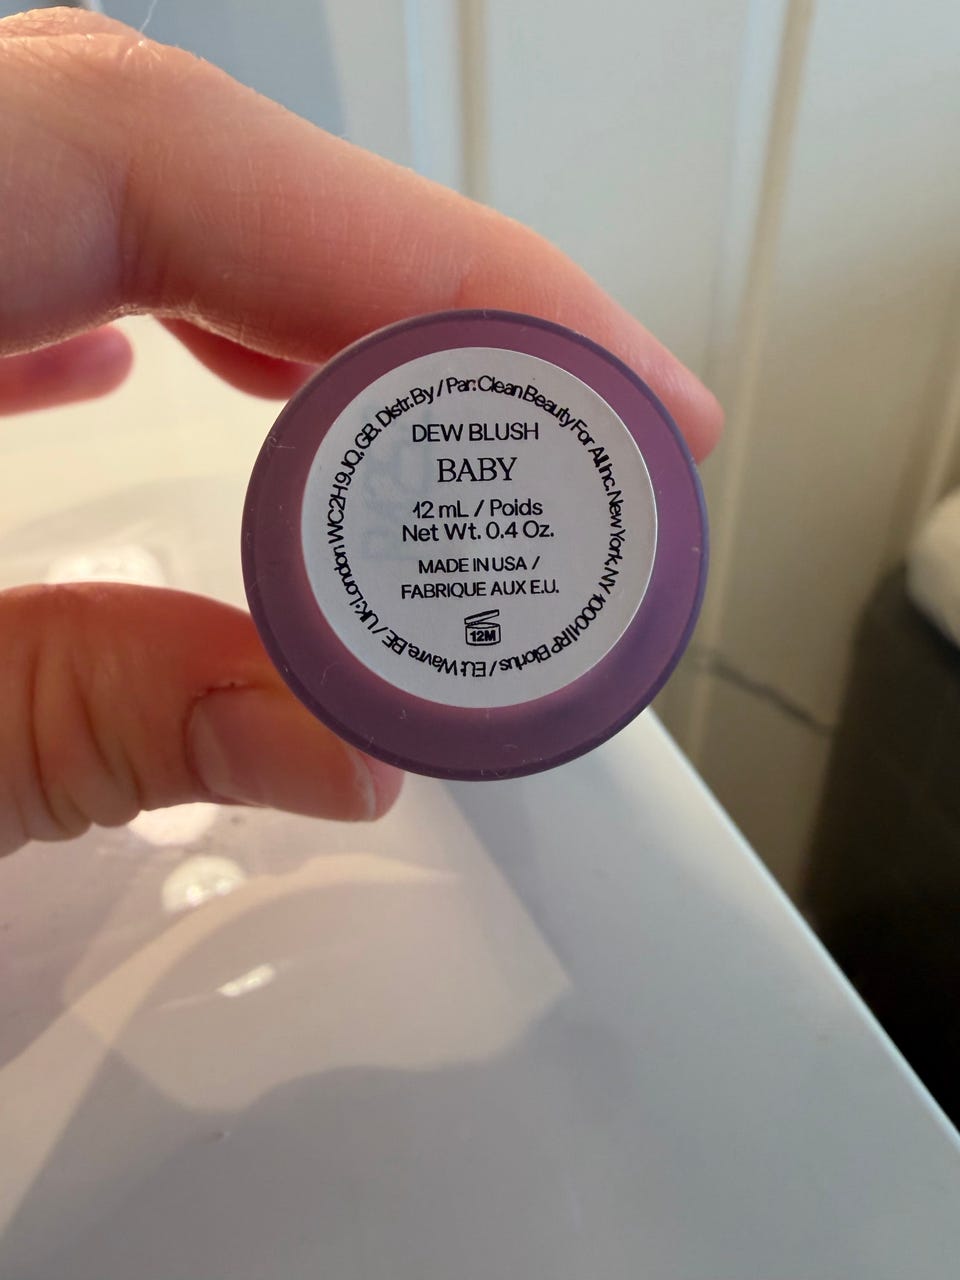 Distr.By / Par: Clean Beauty For All Inc. New York, NY 10001 IRP Biorius / EU: Wavre, BE / UK: London WC2H 9JQ, GB.
DEW BLUSH
BABY
12 mL / Poids
Net Wt. 0.4 Oz.
MADE IN USA /
FABRIQUE AUX E.U.
12M